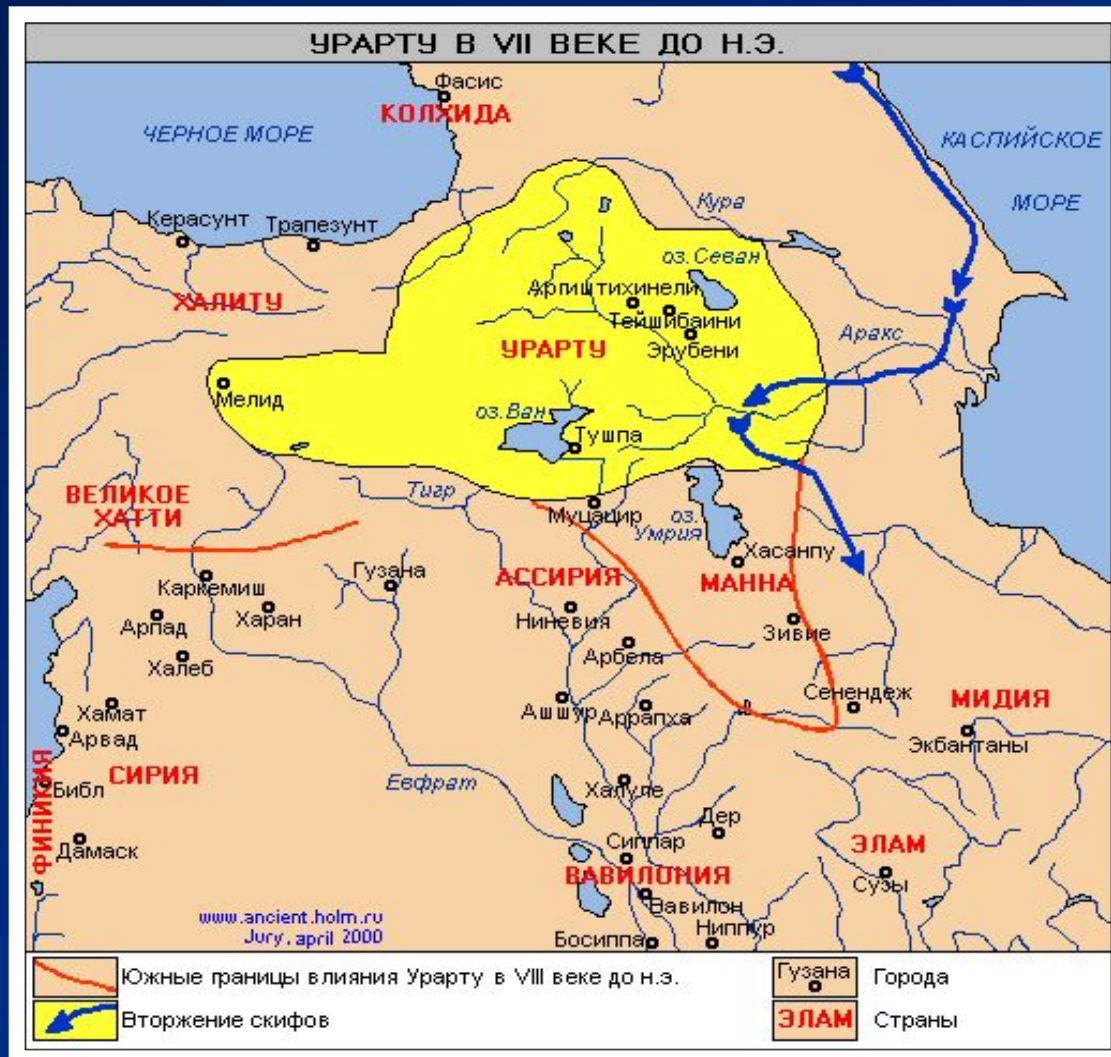 УРАРТУ В VII ВЕКЕ ДО Н.Э.
Фасис
КОЛХИДА
ЧЕРНОЕ МОРЕ
КАСПИЙСКОЕ
МОРЕ
Керасунт
Трапезунт
Кура
оз. Севан
ХАЛИТУ
Аргиштихинели
Тейшибаини
Эрубени
Аракс
УРАРТУ
Мелид
оз. Ван
Тушпа
ВЕЛИКОЕ
ХАТТИ
Тигр
Муцацир
оз.
Умрия
Хасанпу
Каркемиш
Гузана
АССИРИЯ
МАННА
Арпад
Харан
Ниневия
Зивие
Халеб
Арбела
Хамат
Ашшур
Аррапха
Сенендеж
МИДИЯ
Арвад
Экбантаны
СИРИЯ
ФИНИКИЯ
Библ
Евфрат
Халуле
Дамаск
Дер
Сиппар
ЭЛАМ
ВАВИЛОНИЯ
Сузы
Вавилон
www.ancient.holm.ru
Jury, april 2000
Босиппа
Ниппур
Южные границы влияния Урарту в VIII веке до н.э.
Гузана
Города
Вторжение скифов
ЭЛАМ
Страны